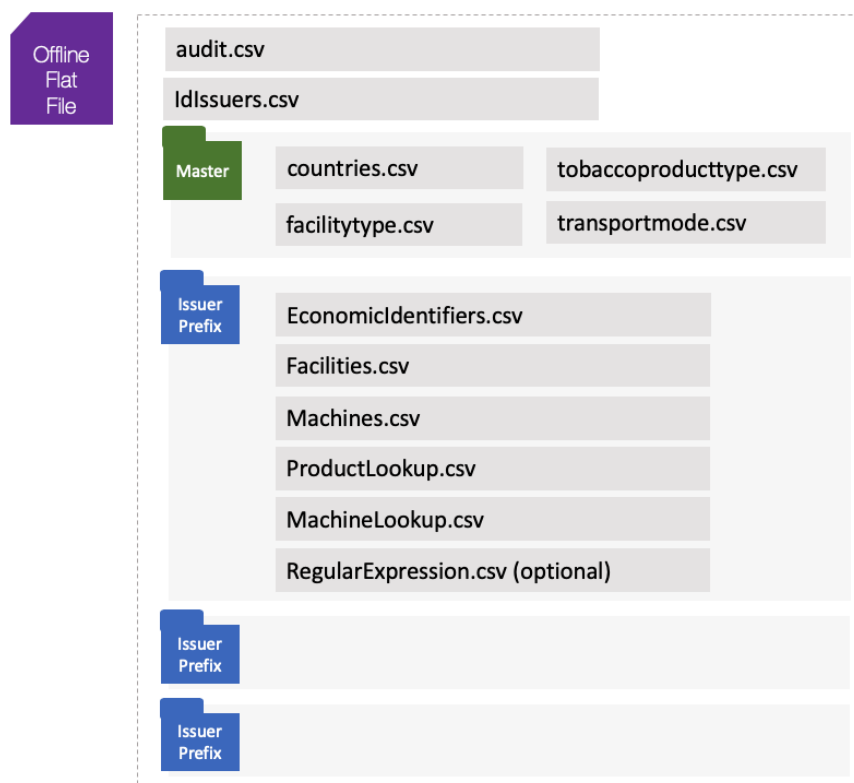 Offline
Flat
File
audit.csv
IdIssuers.csv
Master
countries.csv
tobaccoproducttype.csv
facilitytype.csv
transportmode.csv
Issuer
Prefix
EconomicIdentifiers.csv
Facilities.csv
Machines.csv
ProductLookup.csv
MachineLookup.csv
RegularExpression.csv (optional)
Issuer
Prefix
Issuer
Prefix